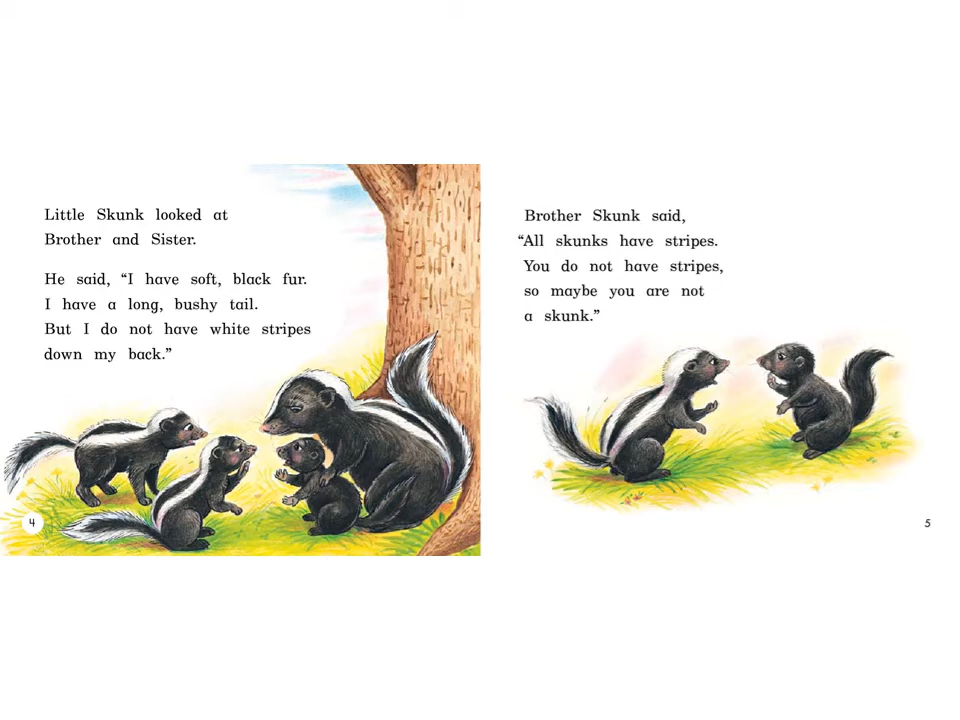 Little Skunk looked at
Brother and Sister.
He said, “I have soft, black fur.
I have a long, bushy tail.
But I do not have white stripes
down my back.”
4
Brother Skunk said,
“All skunks have stripes.
You do not have stripes,
so maybe you are not
a skunk.”
5